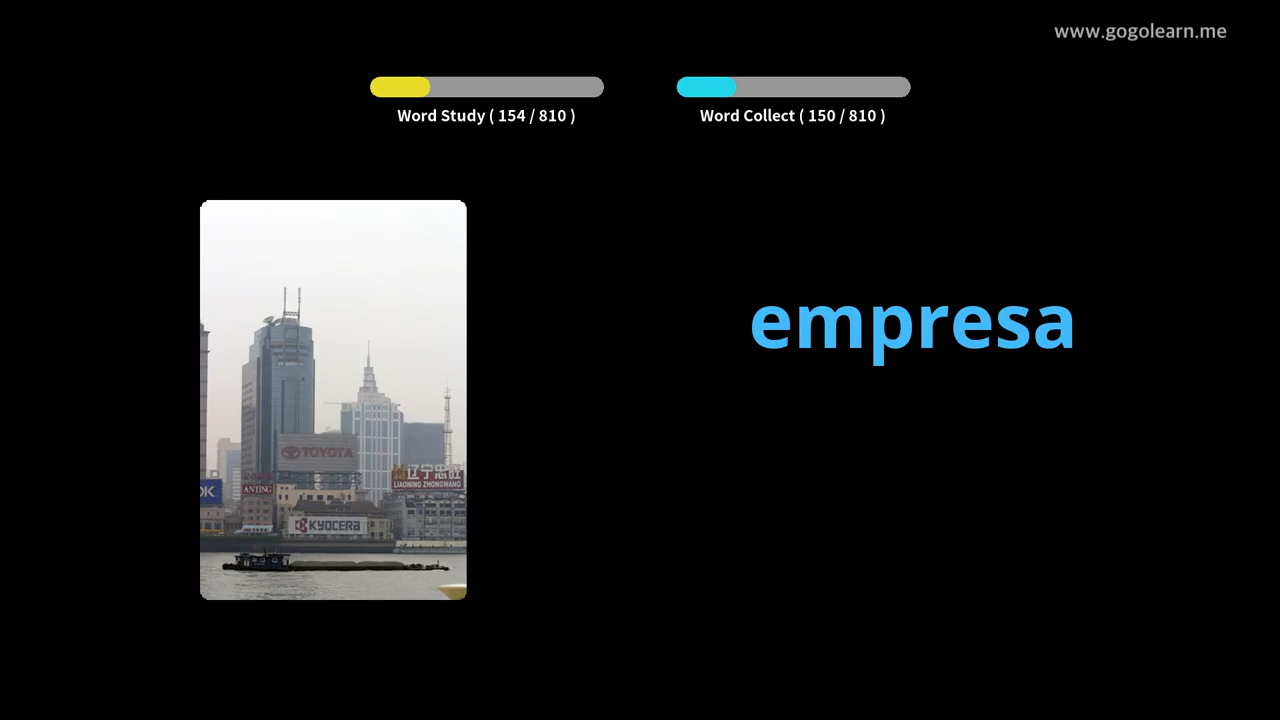 www.gogolearn.me
Word Study ( 154 / 810 )
Word Collect ( 150 / 810 )
empresa
TOYOTA
辽宁忠旺
LIAONING ZHONGWANG
ANTING
OK
KYOCERA